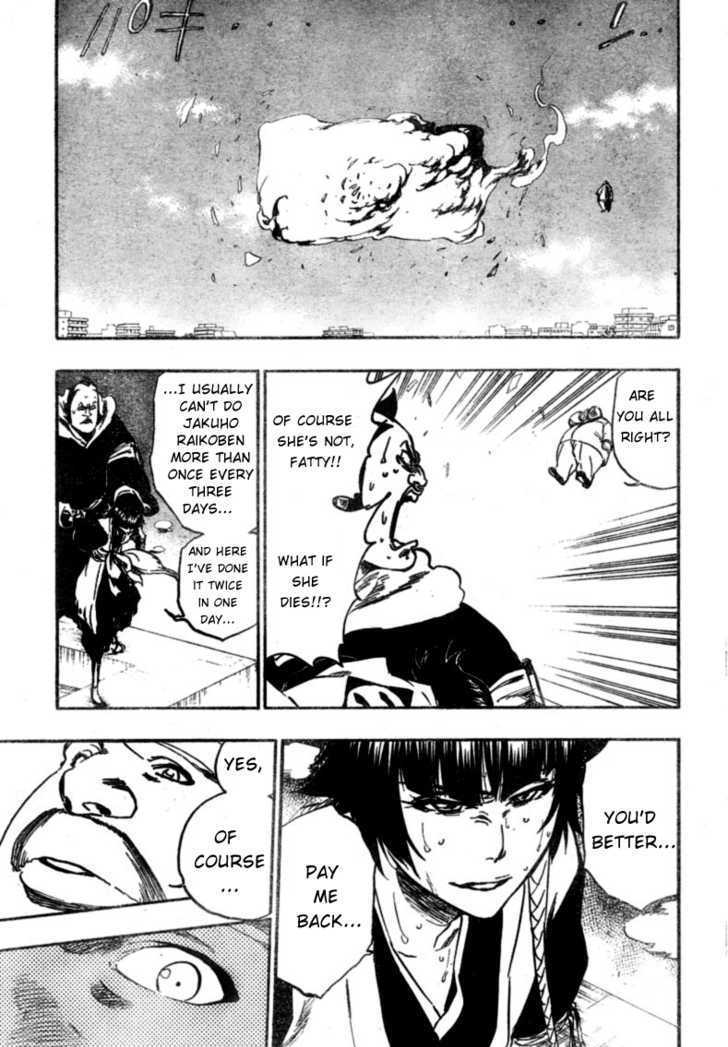 ARE
YOU ALL
RIGHT?
OF COURSE
SHE'S NOT,
FATTY!!
WHAT IF
SHE
DIES!!?
...I USUALLY
CAN'T DO
JAKUHO
RAIKOBEN
MORE THAN
ONCE EVERY
THREE
DAYS...
AND HERE
I'VE DONE
IT TWICE
IN ONE
DAY...
YOU'D
BETTER...
PAY
ME
BACK...
YES,
OF
COURSE
...